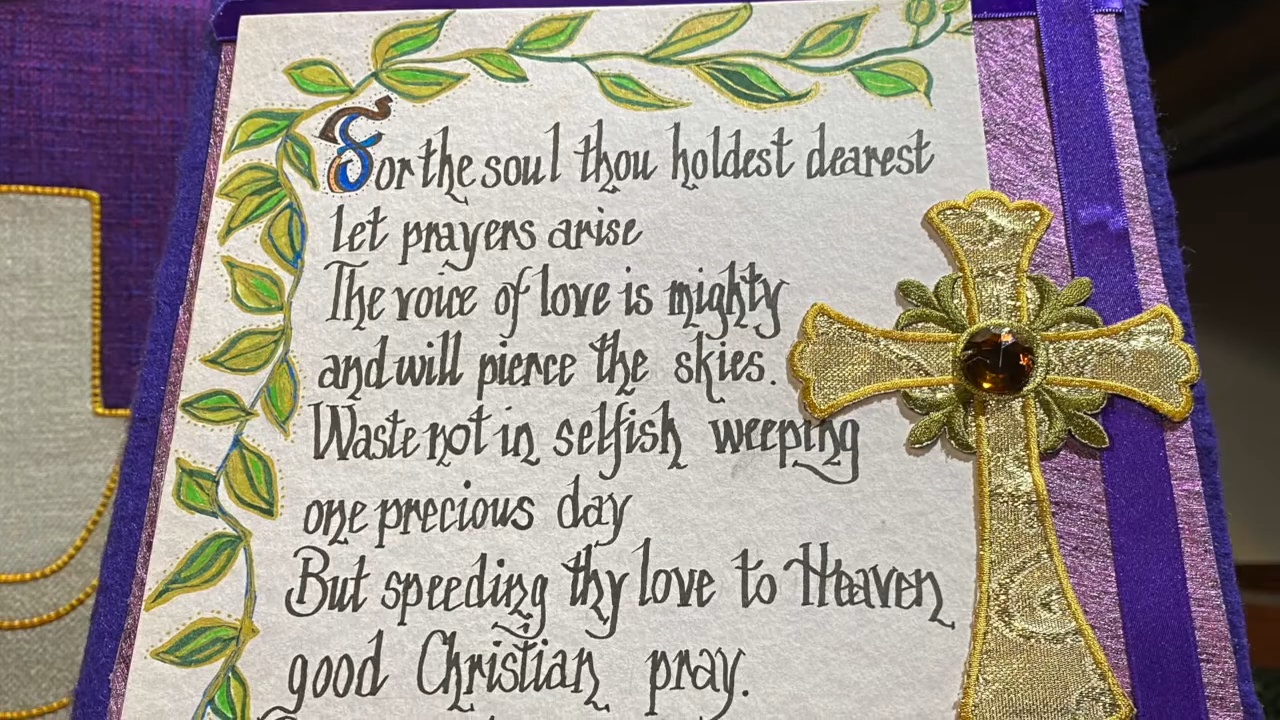 For the soul thou holdest dearest
let prayers arise
The voice of love is mighty
and will pierce the skies.
Waste not in selfish weeping
one precious day
But speeding thy love to Heaven
good Christian pray.